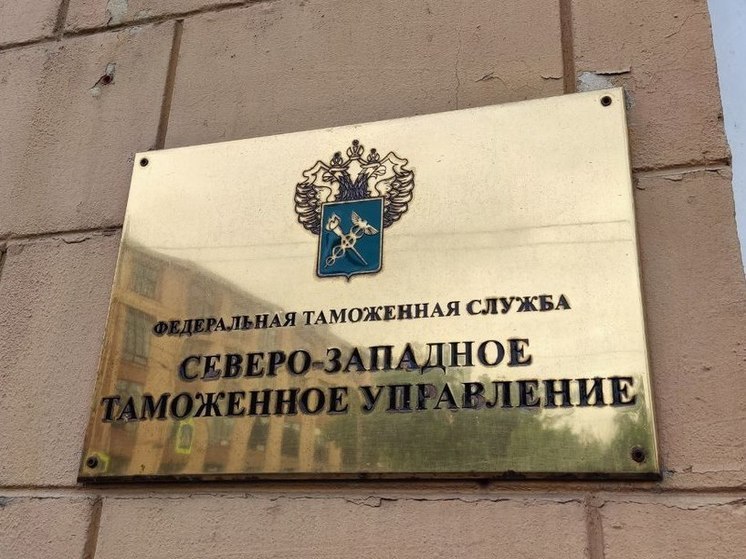 ФЕДЕРАЛЬНАЯ ТАМОЖЕННАЯ СЛУЖБА
СЕВЕРО-ЗАПАДНОЕ
ТАМОЖЕННОЕ УПРАВЛЕНИЕ